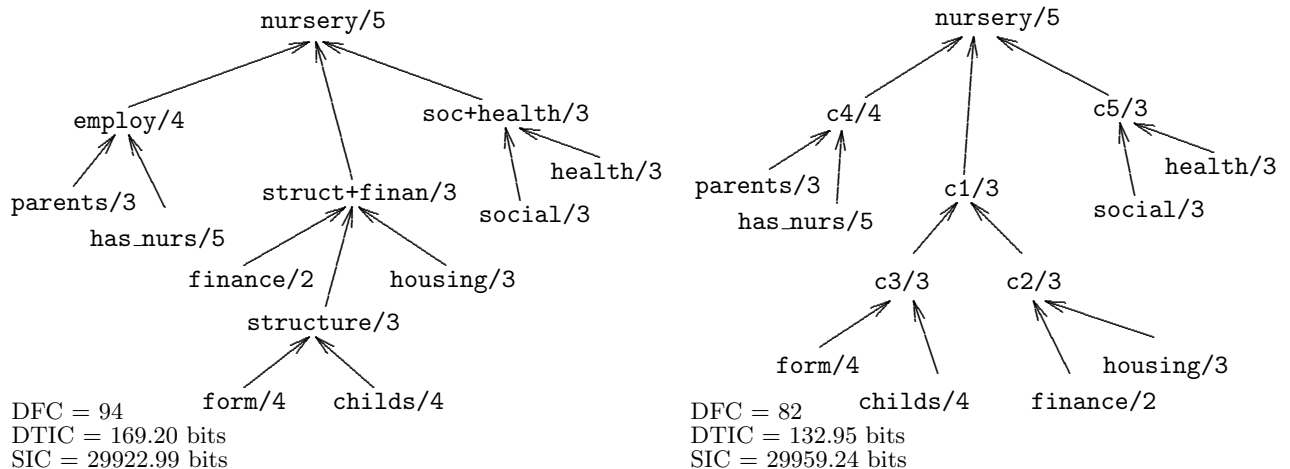 nursery/5
employ/4
soc+health/3
parents/3
has_nurs/5
struct+finan/3
social/3
health/3
finance/2
housing/3
structure/3
form/4
childs/4
DFC = 94
DTIC = 169.20 bits
SIC = 29922.99 bits
nursery/5
c4/4
c5/3
parents/3
has_nurs/5
c1/3
social/3
health/3
c3/3
c2/3
form/4
childs/4
finance/2
housing/3
DFC = 82
DTIC = 132.95 bits
SIC = 29959.24 bits